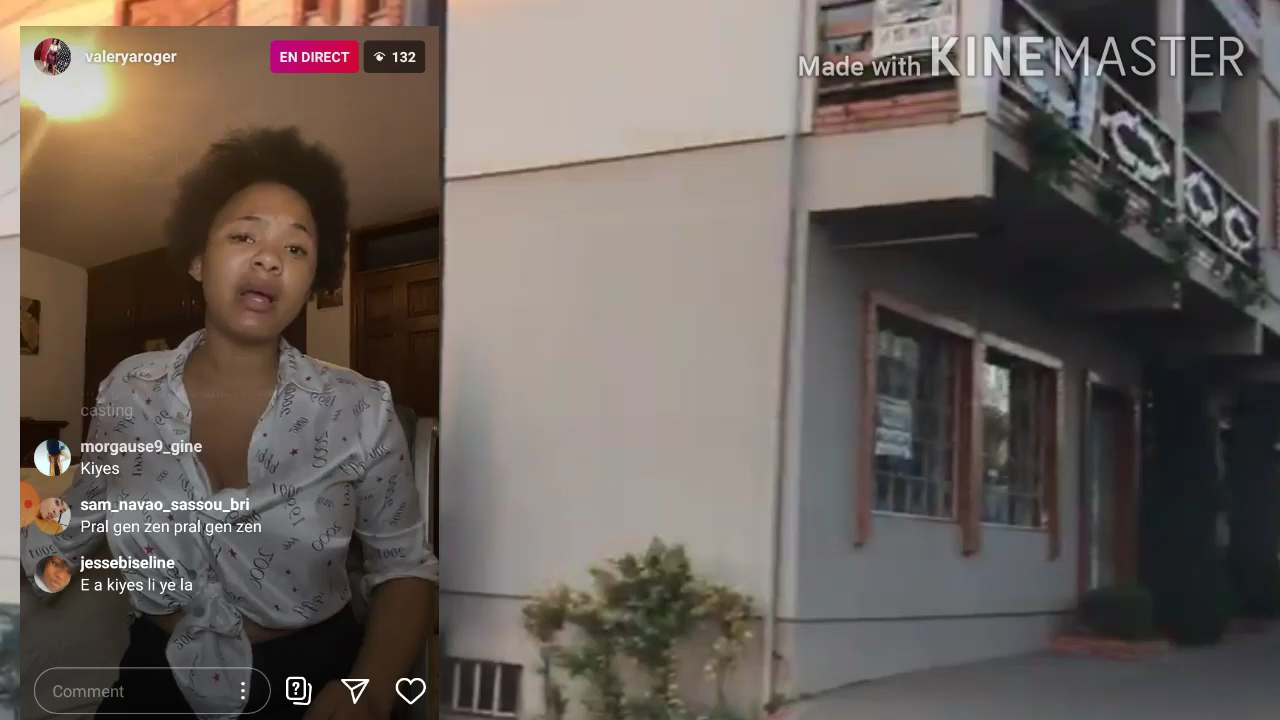 valeryaroger
EN DIRECT
132
Made with KINEMASTER
casting
morgause9_gine
Kiyes
sam_navao_sassou_bri
Pral gen zen pral gen zen
jessebiseline
E a kiyes li ye la
Comment